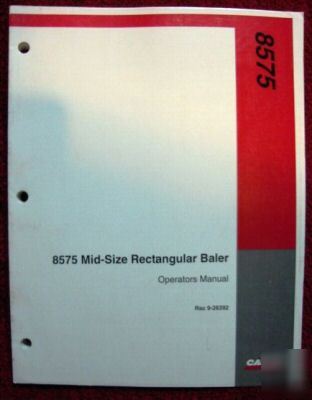 8575
8575 Mid-Size Rectangular Baler
Operators Manual
Rac 9-26392
CA